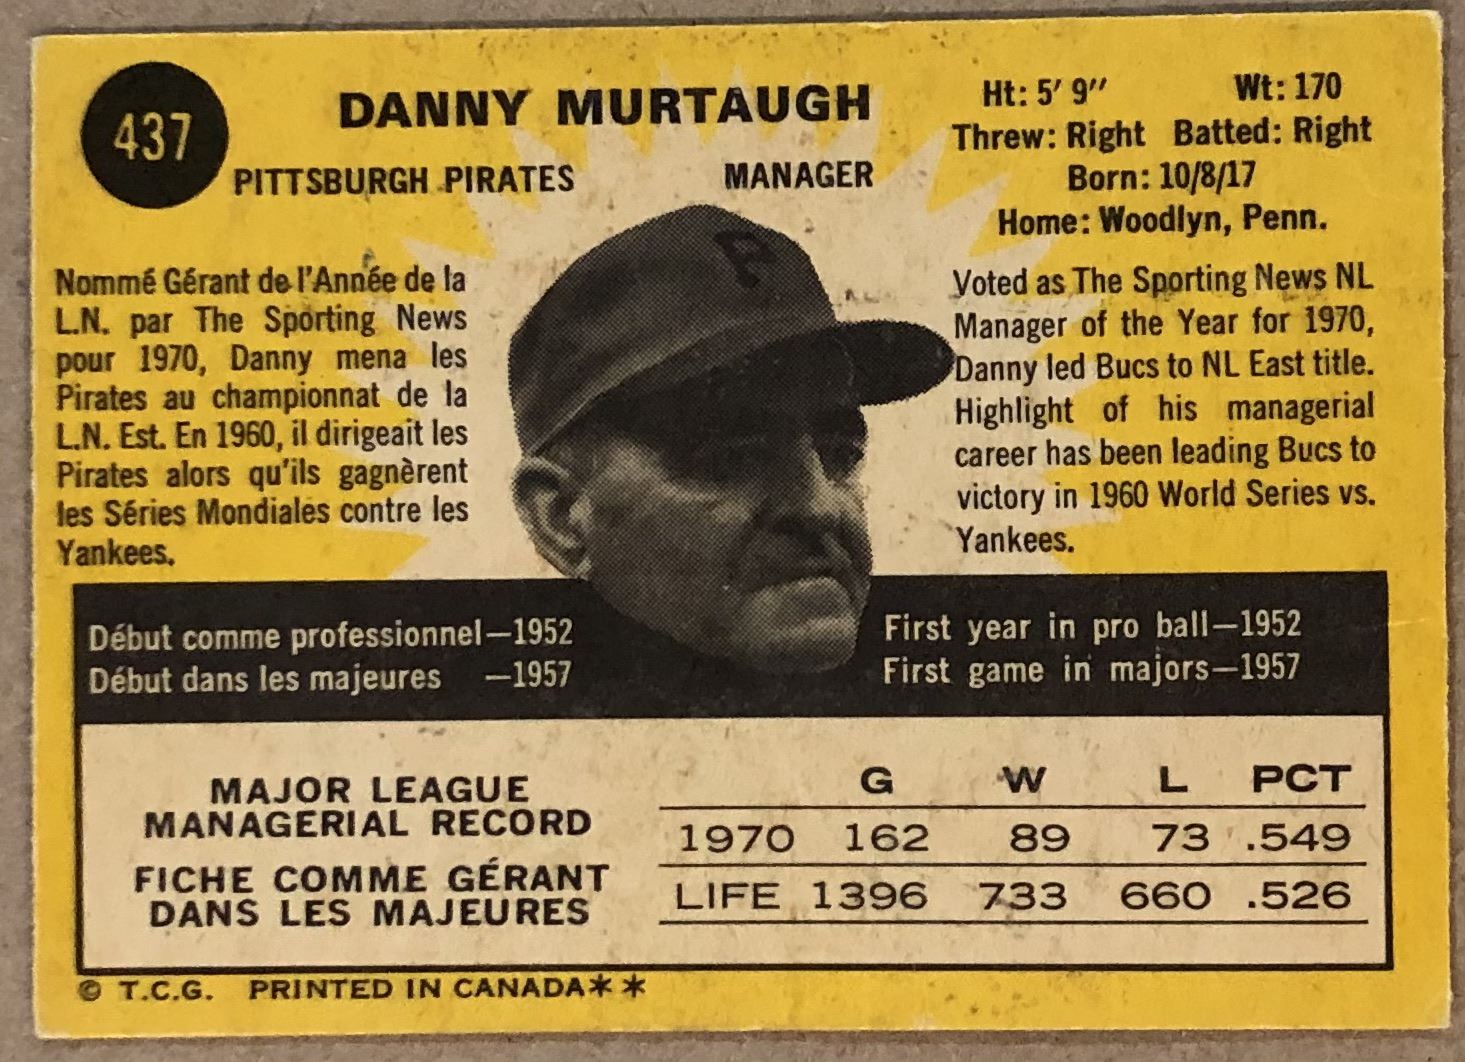 437
DANNY MURTAUGH
PITTSBURGH PIRATES MANAGER
Ht: 5' 9" Wt: 170
Threw: Right Batted: Right
Born: 10/8/17
Home: Woodlyn, Penn.
Nommé Gérant de l'Année de la
L.N. par The Sporting News
pour 1970, Danny mena les
Pirates au championnat de la
L.N. Est. En 1960, il dirigeait les
Pirates alors qu'ils gagnèrent
les Séries Mondiales contre les
Yankees.
P
Voted as The Sporting News NL
Manager of the Year for 1970,
Danny led Bucs to NL East title.
Highlight of his managerial
career has been leading Bucs to
victory in 1960 World Series vs.
Yankees.
Début comme professionnel—1952
Début dans les majeures —1957
First year in pro ball—1952
First game in majors—1957
MAJOR LEAGUE
MANAGERIAL RECORD
FICHE COMME GÉRANT
DANS LES MAJEURES
G W L PCT
1970 162 89 73 .549
LIFE 1396 733 660 .526
© T.C.G. PRINTED IN CANADA**